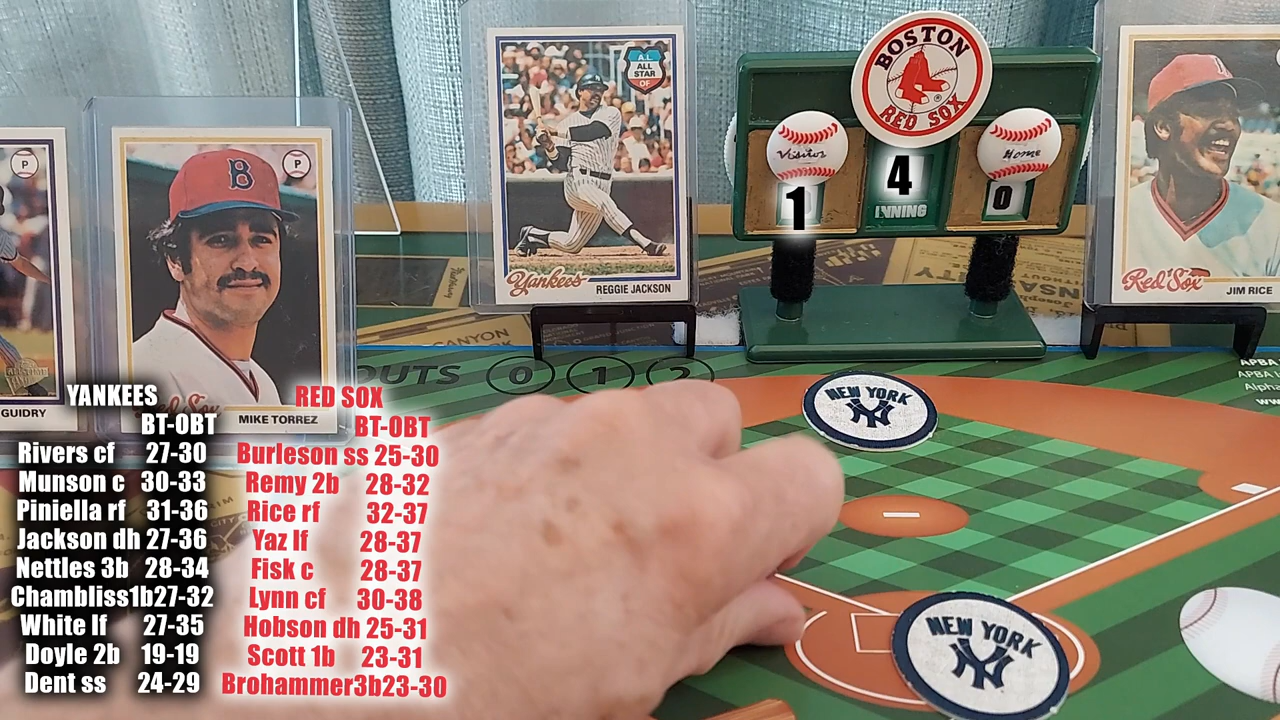 A.L.
ALL
STAR
OF
Yankees
REGGIE JACKSON
BOSTON
RED SOX
Visitor
Home
1
4
0
INNING
Red Sox
JIM RICE
P
P
B
GUIDRY
MIKE TORREZ
CANYON
OUTS 0 1 2
NEW YORK
NEW YORK
APBA
Alpha
YANKEES
BT-OBT
Rivers cf 27-30
Munson c 30-33
Piniella rf 31-36
Jackson dh 27-36
Nettles 3b 28-34
Chambliss1b27-32
White lf 27-35
Doyle 2b 19-19
Dent ss 24-29
RED SOX
BT-OBT
Burleson ss 25-30
Remy 2b 28-32
Rice rf 32-37
Yaz lf 28-37
Fisk c 28-37
Lynn cf 30-38
Hobson dh 25-31
Scott 1b 23-31
Brohammer3b23-30